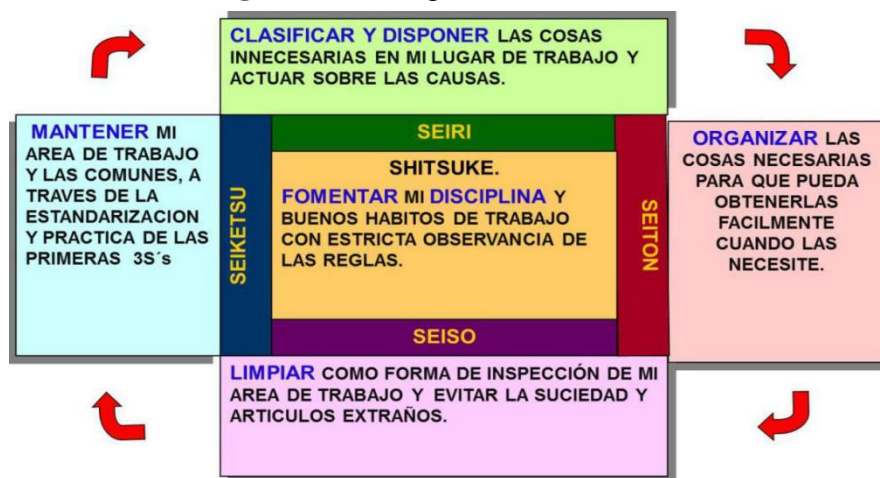 CLASIFICAR Y DISPONER LAS COSAS
INNECESARIAS EN MI LUGAR DE TRABAJO Y
ACTUAR SOBRE LAS CAUSAS.
MANTENER MI
AREA DE TRABAJO
Y LAS COMUNES, A
TRAVES DE LA
ESTANDARIZACION
Y PRACTICA DE LAS
PRIMERAS 3S´s
SEIKETSU
SEIRI
SHITSUKE.
FOMENTAR MI DISCIPLINA Y
BUENOS HABITOS DE TRABAJO
CON ESTRICTA OBSERVANCIA DE
LAS REGLAS.
SEISO
SEITON
ORGANIZAR LAS
COSAS NECESARIAS
PARA QUE PUEDA
OBTENERLAS
FACILMENTE
CUANDO LAS
NECESITE.
LIMPIAR COMO FORMA DE INSPECCIÓN DE MI
AREA DE TRABAJO Y EVITAR LA SUCIEDAD Y
ARTICULOS EXTRAÑOS.